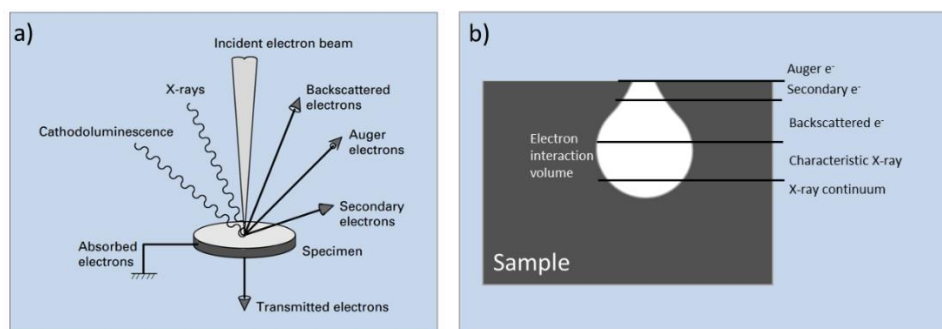 a)
Incident electron beam
X-rays
Backscattered
electrons
Cathodoluminescence
Auger
electrons
Secondary
electrons
Absorbed
electrons
Specimen
Transmitted electrons
b)
Auger e⁻
Secondary e⁻
Backscattered e⁻
Electron
interaction
volume
Characteristic X-ray
X-ray continuum
Sample